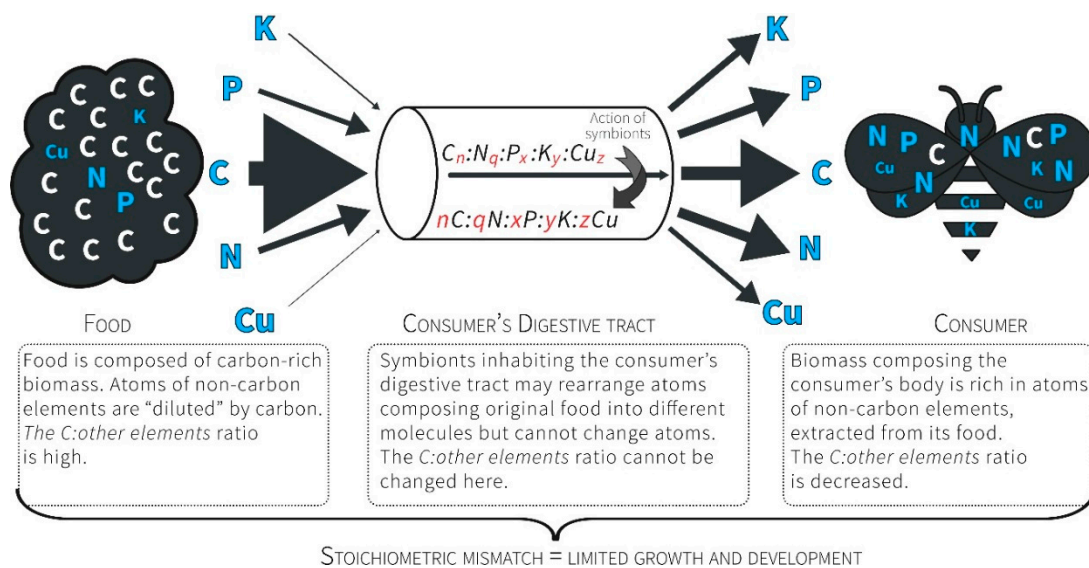 C C C C
C C C K
Cu C C C
C N C C
C P C
C C C
C C C C
K
P
C
N
Cu
Action of
symbionts
Cn:Nq:Px:Ky:Cuz
nC:qN:xP:yK:zCu
K
P
C
N
Cu
N P N N C P
Cu C K
N N
K Cu Cu
K
FOOD
Food is composed of carbon-rich
biomass. Atoms of non-carbon
elements are “diluted” by carbon.
The C:other elements ratio
is high.
CONSUMER’S DIGESTIVE TRACT
Symbionts inhabiting the consumer’s
digestive tract may rearrange atoms
composing original food into different
molecules but cannot change atoms.
The C:other elements ratio cannot be
changed here.
CONSUMER
Biomass composing the
consumer’s body is rich in atoms
of non-carbon elements,
extracted from its food.
The C:other elements ratio
is decreased.
STOICHIOMETRIC MISMATCH = LIMITED GROWTH AND DEVELOPMENT